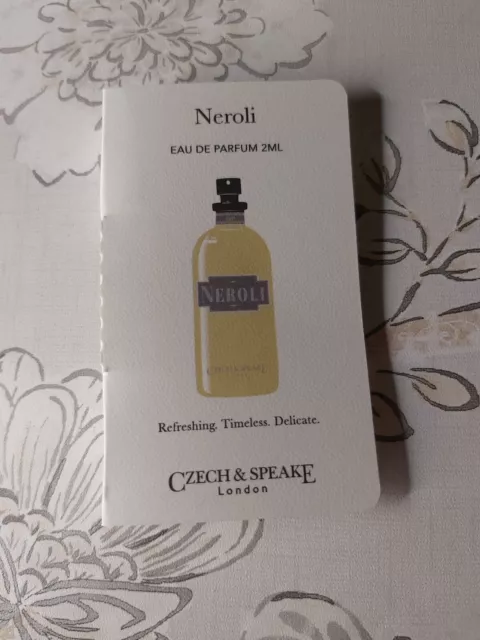 Neroli
EAU DE PARFUM 2ML
NEROLI
Refreshing. Timeless. Delicate.
CZECH & SPEAKE
London